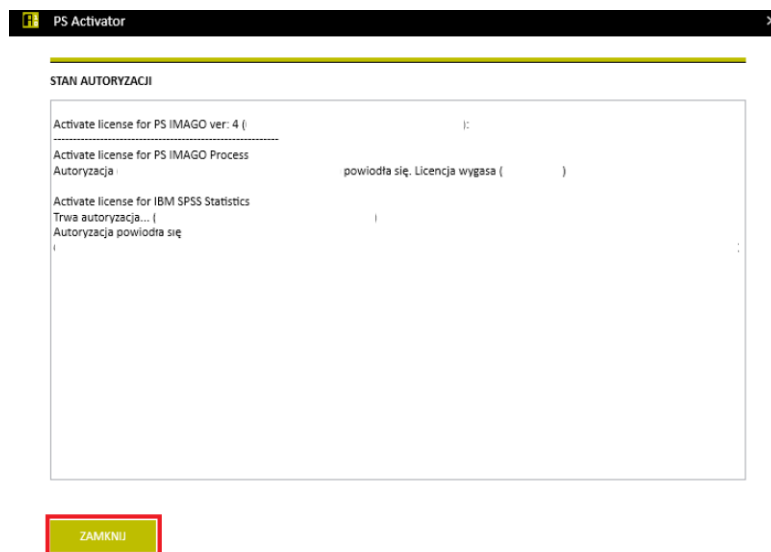 PS Activator
STAN AUTORYZACJI
Activate license for PS IMAGO ver: 4 ( ):
------------------------------------------------------------
Activate license for PS IMAGO Process
Autoryzacja powiodła się. Licencja wygasa ( )
Activate license for IBM SPSS Statistics
Trwa autoryzacja... ( )
Autoryzacja powiodła się
ZAMKNIJ